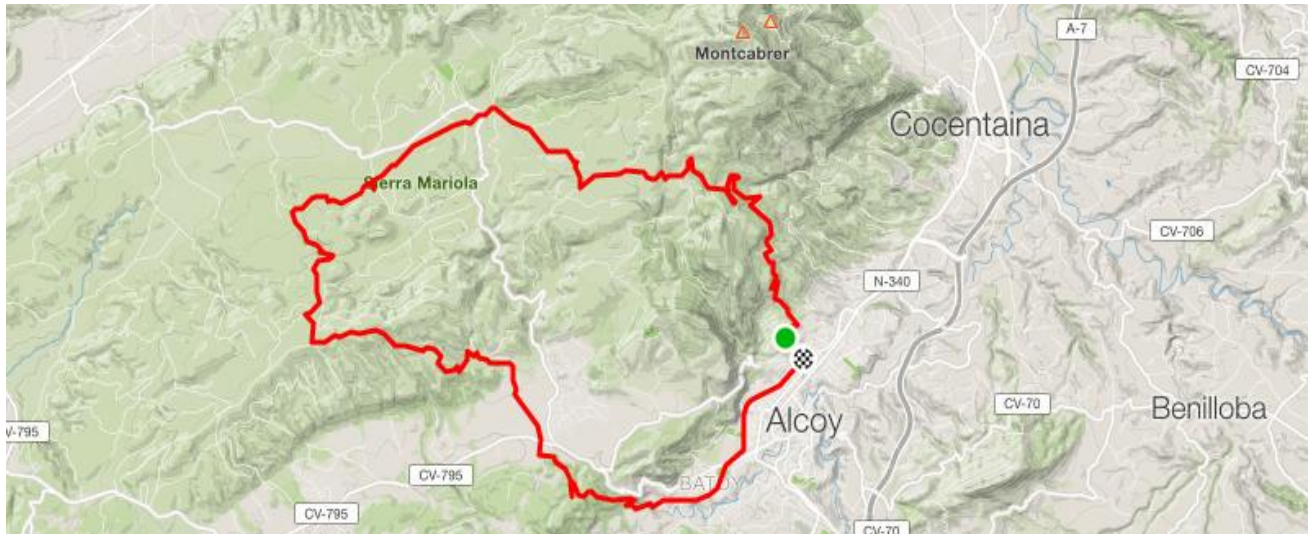 A-7
Montcabrer
CV-704
Cocentaina
Sierra Mariola
CV-706
N-340
CV-70
Benilloba
Alcoy
V-795
CV-795
BATOY
CV-795
CV-70